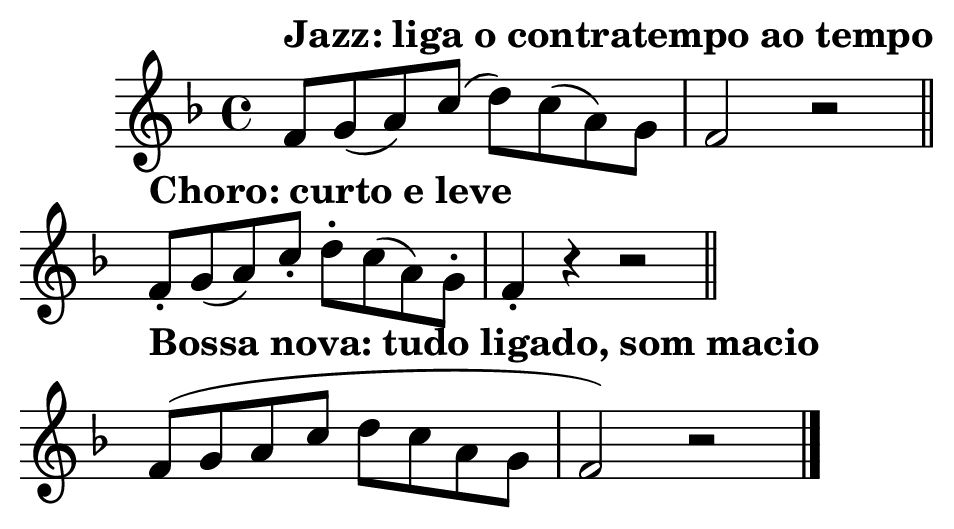 Jazz: liga o contratempo ao tempo
Choro: curto e leve
Bossa nova: tudo ligado, som macio